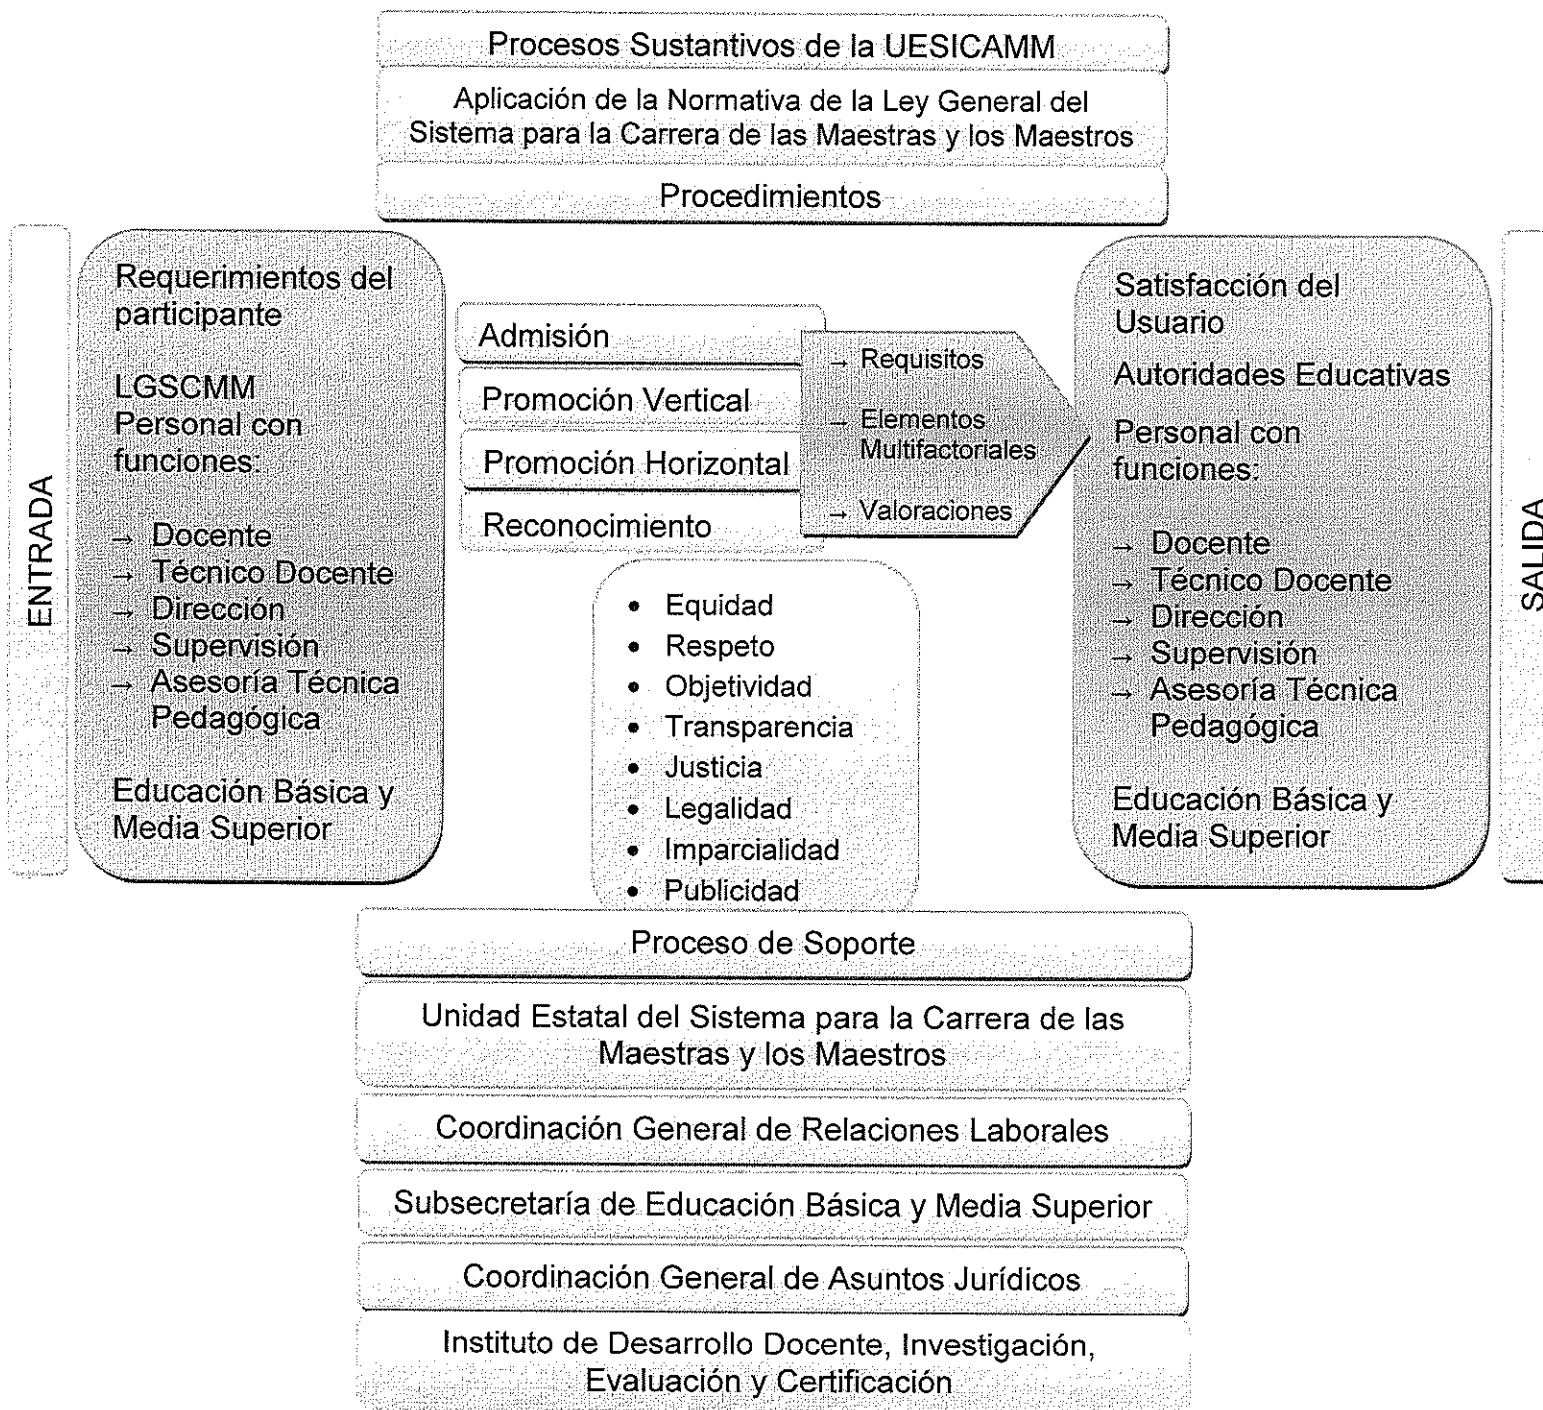 Procesos Sustantivos de la UESICAMM
Aplicación de la Normativa de la Ley General del
Sistema para la Carrera de las Maestras y los Maestros
Procedimientos
ENTRADA
Requerimientos del
participante
LGSCMM
Personal con
funciones:
→ Docente
→ Técnico Docente
→ Dirección
→ Supervisión
→ Asesoría Técnica
Pedagógica
Educación Básica y
Media Superior
Admisión
Promoción Vertical
Promoción Horizontal
Reconocimiento
→ Requisitos
→ Elementos
Multifactoriales
→ Valoraciones
• Equidad
• Respeto
• Objetividad
• Transparencia
• Justicia
• Legalidad
• Imparcialidad
• Publicidad
Satisfacción del
Usuario
Autoridades Educativas
Personal con
funciones:
→ Docente
→ Técnico Docente
→ Dirección
→ Supervisión
→ Asesoría Técnica
Pedagógica
Educación Básica y
Media Superior
SALIDA
Proceso de Soporte
Unidad Estatal del Sistema para la Carrera de las
Maestras y los Maestros
Coordinación General de Relaciones Laborales
Subsecretaría de Educación Básica y Media Superior
Coordinación General de Asuntos Jurídicos
Instituto de Desarrollo Docente, Investigación,
Evaluación y Certificación